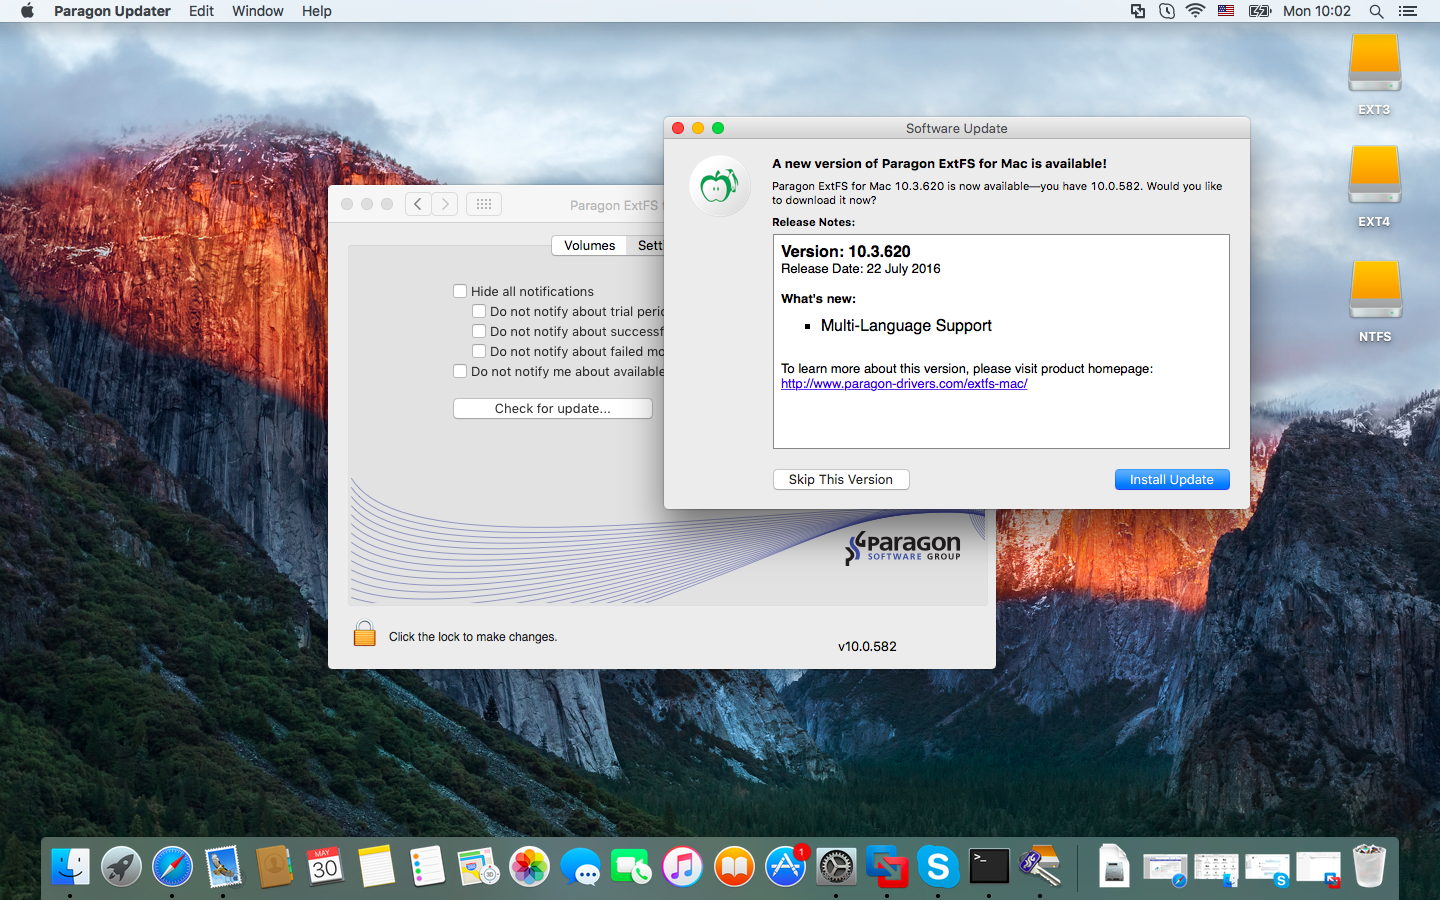 Paragon Updater Edit Window Help Mon 10:02
EXT3
EXT4
NTFS
Software Update
A new version of Paragon ExtFS for Mac is available!
Paragon ExtFS for Mac 10.3.620 is now available—you have 10.0.582. Would you like
to download it now?
Release Notes:
Version: 10.3.620
Release Date: 22 July 2016
What's new:
Multi-Language Support
To learn more about this version, please visit product homepage:
http://www.paragon-drivers.com/extfs-mac/
Skip This Version Install Update
Paragon ExtFS
Volumes
Hide all notifications
Do not notify about trial
Do not notify about
Do not notify about failed
Do not notify me about available
Check for update...
Paragon
SOFTWARE GROUP
Click the lock to make changes.
v10.0.582
MAY
30
1